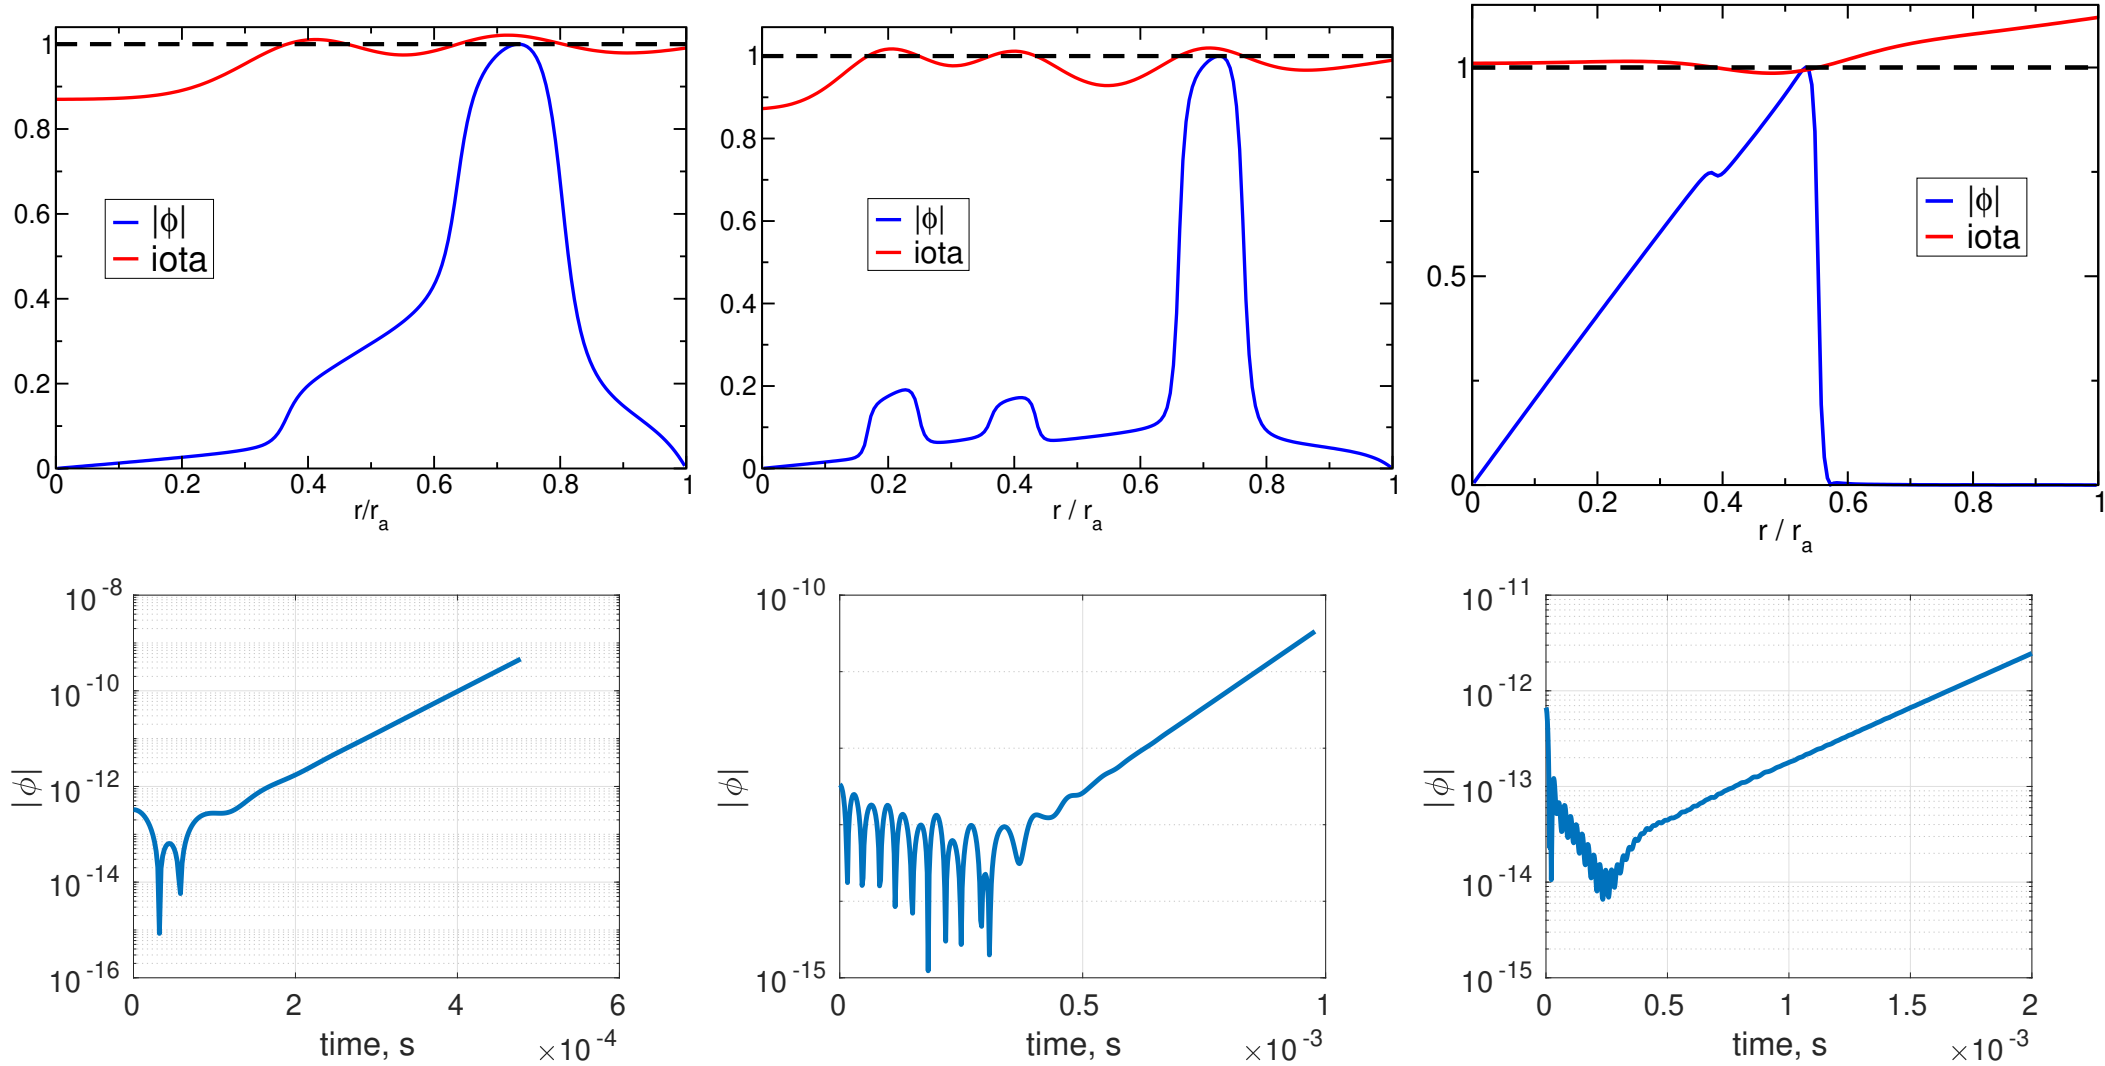 1
0.8
0.6
0.4
0.2
0
0 0.2 0.4 0.6 0.8 1
r/r_a
|ϕ|
iota
1
0.8
0.6
0.4
0.2
0
0 0.2 0.4 0.6 0.8 1
r / r_a
|ϕ|
iota
1
0.5
0
0 0.2 0.4 0.6 0.8 1
r / r_a
|ϕ|
iota
10^-8
10^-10
10^-12
10^-14
10^-16
|ϕ|
0 2 4 6
time, s
×10^-4
10^-10
10^-15
|ϕ|
0 0.5 1
time, s
×10^-3
10^-11
10^-12
10^-13
10^-14
10^-15
|ϕ|
0 0.5 1 1.5 2
time, s
×10^-3